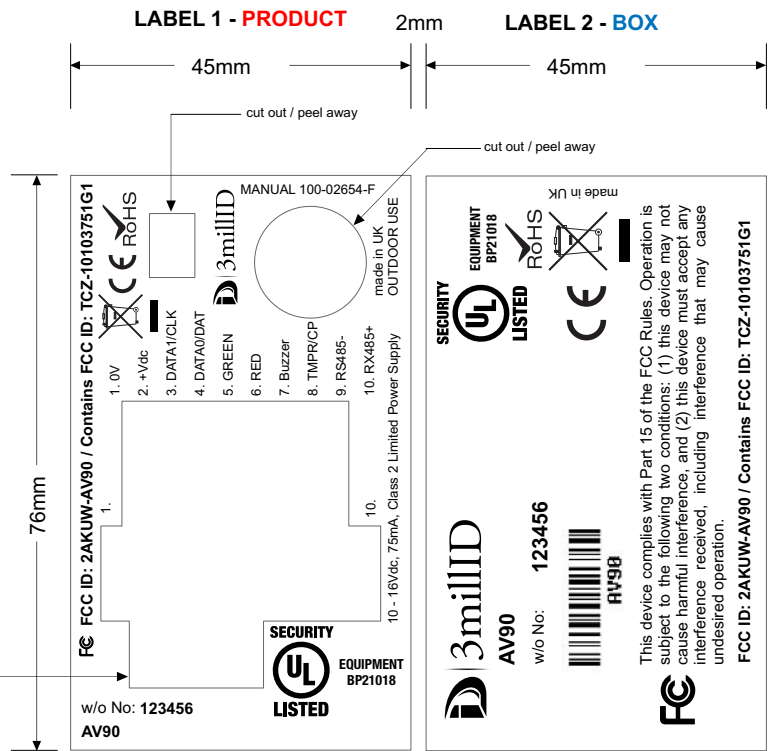 LABEL 1 - PRODUCT
2mm
LABEL 2 - BOX
45mm
45mm
cut out / peel away
cut out / peel away
76mm
FCC ID: 2AKUW-AV90 / Contains FCC ID: TCZ-10103751G1
CE
RoHS
3millID
MANUAL 100-02654-F
made in UK
OUTDOOR USE
1. 0V
2. +Vdc
3. DATA1/CLK
4. DATA0/DAT
5. GREEN
6. RED
7. Buzzer
8. TMPR/CP
9. RS485-
10. RX485+
1.
10.
10 - 16Vdc, 75mA, Class 2 Limited Power Supply
SECURITY
UL
LISTED
EQUIPMENT
BP21018
w/o No: 123456
AV90
made in UK
SECURITY
UL
LISTED
EQUIPMENT
BP21018
RoHS
CE
3millID
AV90
w/o No: 123456
AV90
FC
This device complies with Part 15 of the FCC Rules. Operation is
subject to the following two conditions: (1) this device may not
cause harmful interference, and (2) this device must accept any
interference received, including interference that may cause
undesired operation.
FCC ID: 2AKUW-AV90 / Contains FCC ID: TCZ-10103751G1